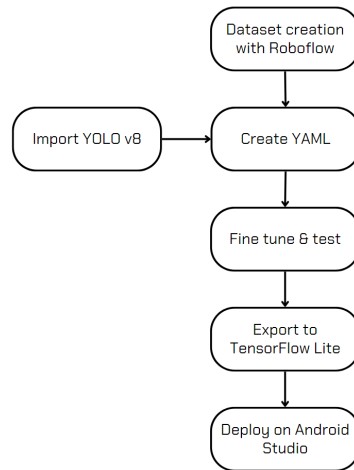 Dataset creation
with Roboflow
Import YOLO v8
Create YAML
Fine tune & test
Export to
TensorFlow Lite
Deploy on Android
Studio